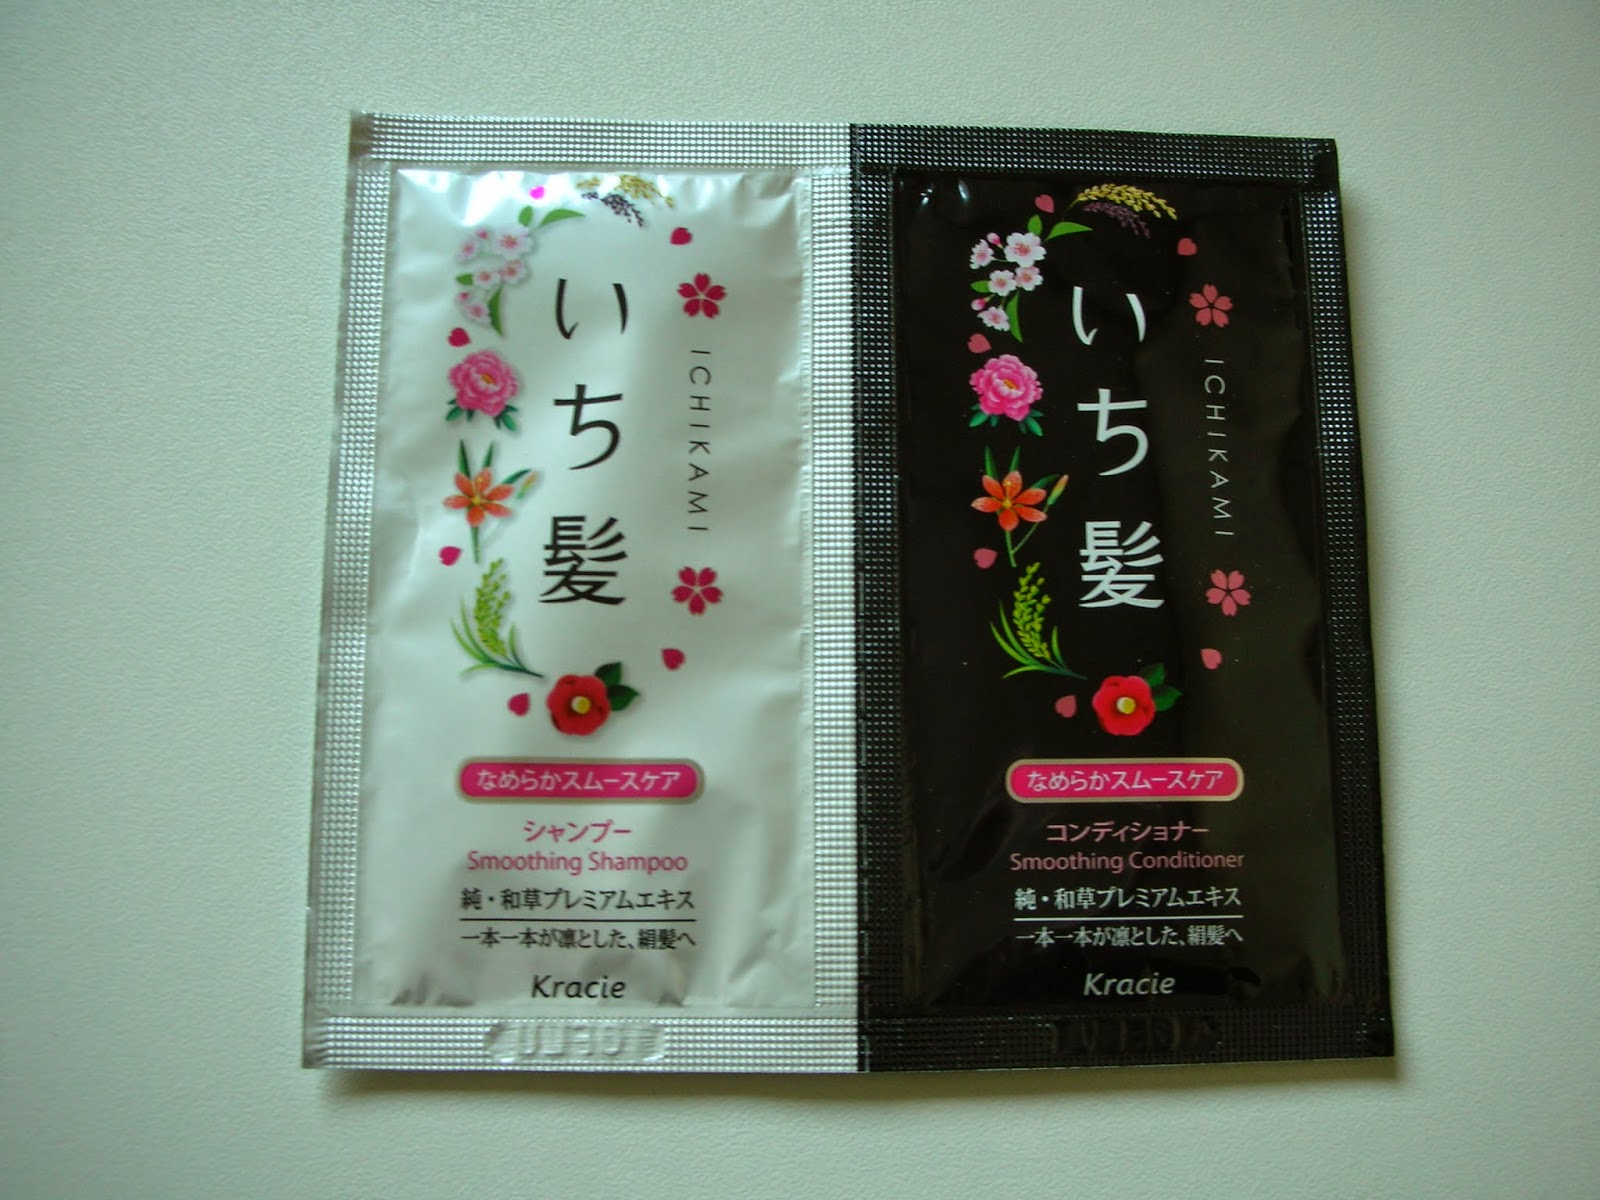 いち髪
ICHIKAMI
なめらかスムースケア
シャンプー
Smoothing Shampoo
純・和草プレミアムエキス
一本一本が凛とした、絹髪へ
Kracie
いち髪
ICHIKAMI
なめらかスムースケア
コンディショナー
Smoothing Conditioner
純・和草プレミアムエキス
一本一本が凛とした、絹髪へ
Kracie